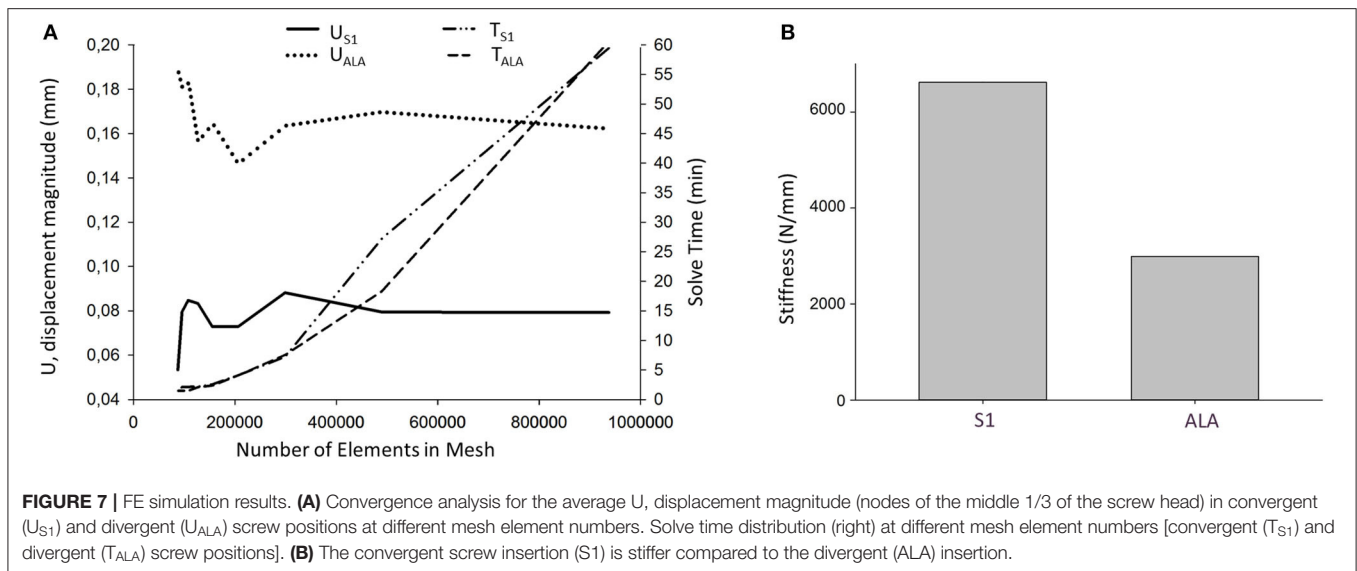 A
U_S1
T_S1
U_ALA
T_ALA
0,20
0,18
0,16
0,14
0,12
0,10
0,08
0,06
0,04
U, displacement magnitude (mm)
60
55
50
45
40
35
30
25
20
15
10
5
0
Solve Time (min)
0
200000
400000
600000
800000
1000000
Number of Elements in Mesh
B
6000
4000
2000
0
Stiffness (N/mm)
S1
ALA
FIGURE 7 | FE simulation results. (A) Convergence analysis for the average U, displacement magnitude (nodes of the middle 1/3 of the screw head) in convergent
(U_S1) and divergent (U_ALA) screw positions at different mesh element numbers. Solve time distribution (right) at different mesh element numbers [convergent (T_S1) and
divergent (T_ALA) screw positions]. (B) The convergent screw insertion (S1) is stiffer compared to the divergent (ALA) insertion.